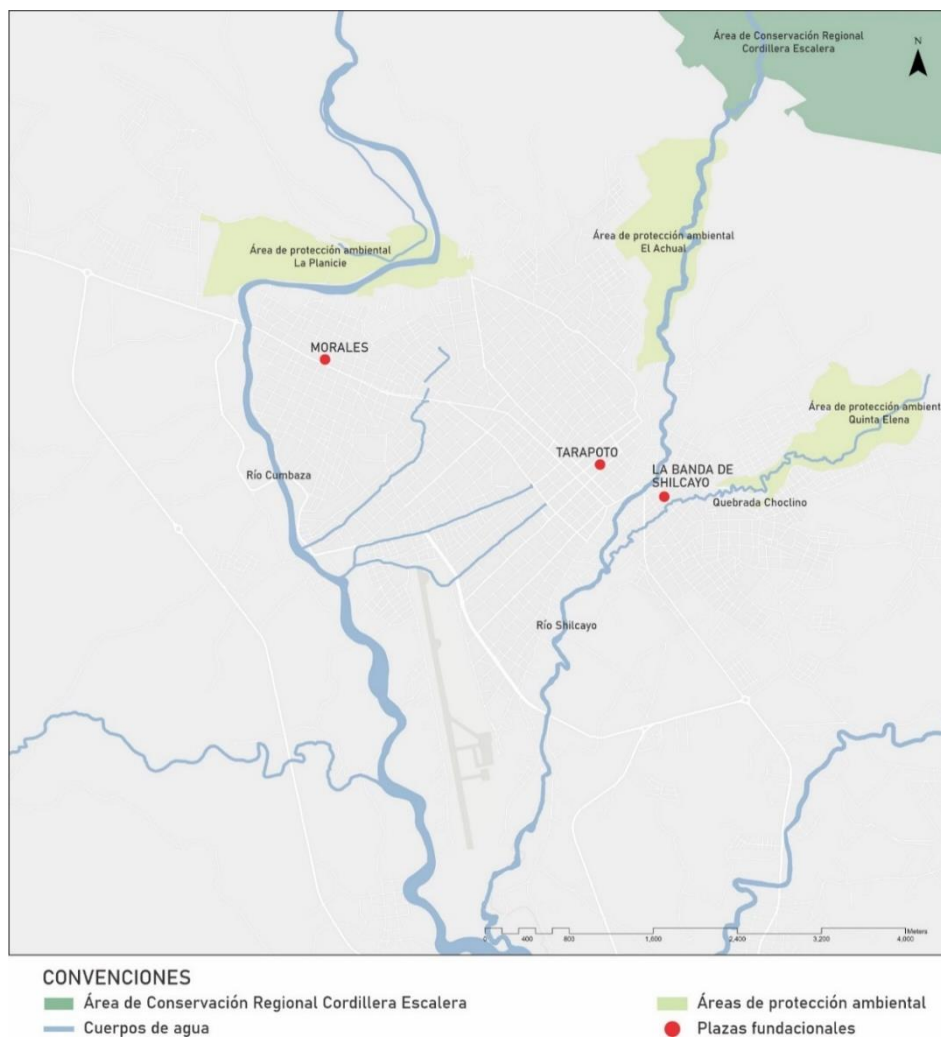 Área de Conservación Regional
Cordillera Escalera
N
Área de protección ambiental
El Achual
Área de protección ambiental
La Planicie
MORALES
Área de protección ambient
Quinta Elena
TARAPOTO
LA BANDA DE
SHILCAYO
Río Cumbaza
Quebrada Choclino
Río Shilcayo
0 400 800 1,600 2,400 3,200 4,000 Meters
CONVENCIONES
Área de Conservación Regional Cordillera Escalera
Áreas de protección ambiental
Cuerpos de agua
Plazas fundacionales